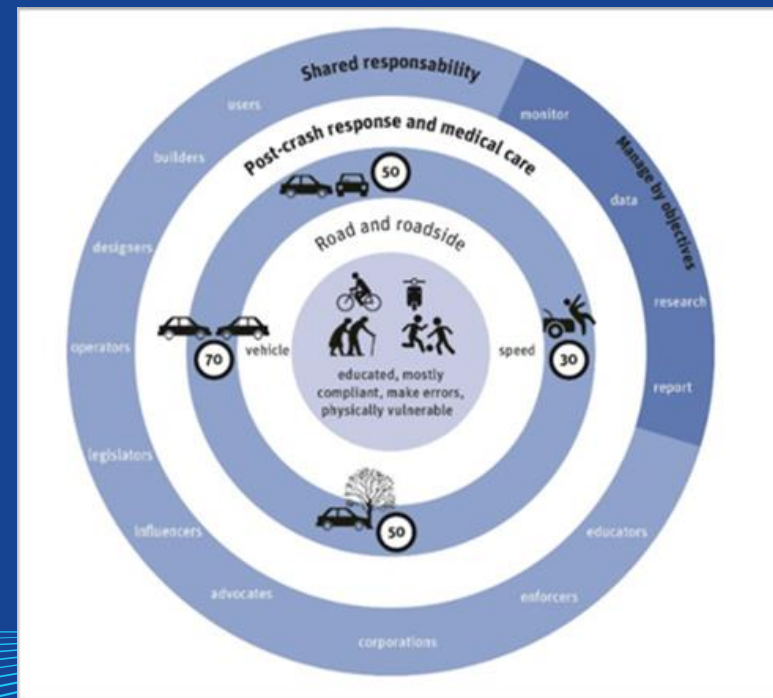 Shared responsability
users
builders
designers
operators
legislators
influencers
advocates
corporations
enforcers
educators
Manage by objectives
monitor
data
research
report
Post-crash response and medical care
50
70
30
50
Road and roadside
vehicle
speed
educated, mostly
compliant, make errors,
physically vulnerable